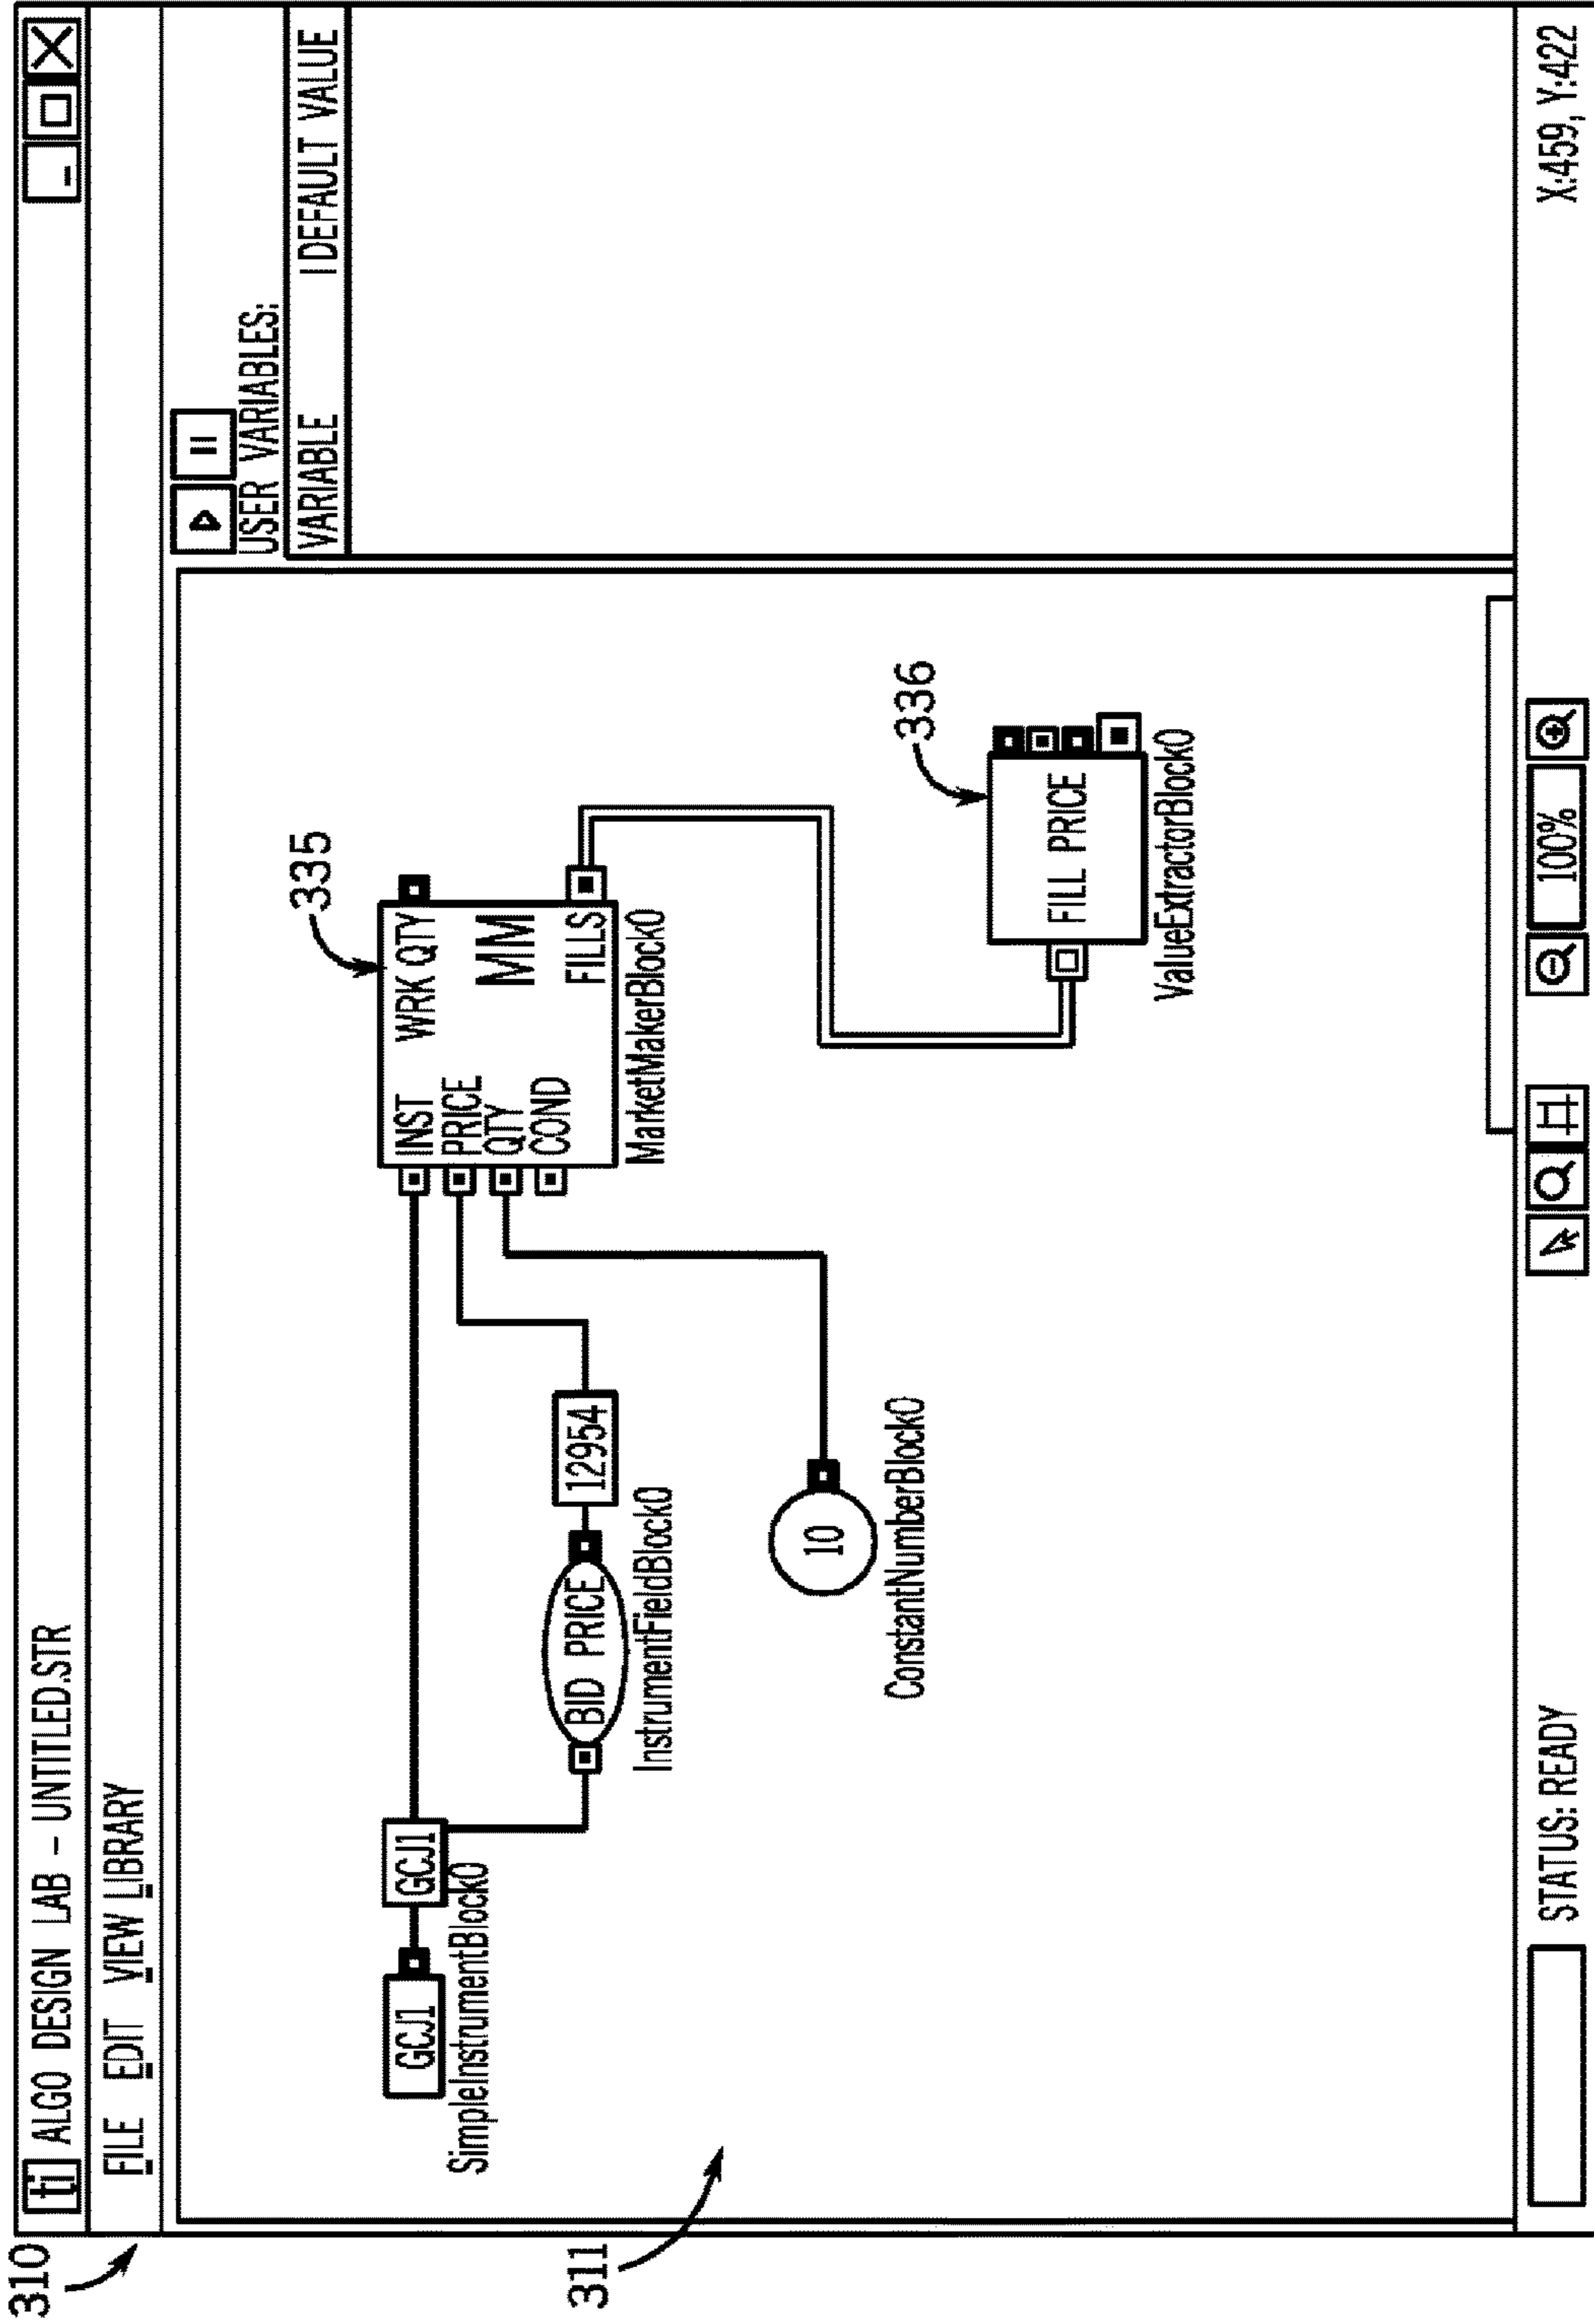 310
ti ALGO DESIGN LAB – UNTITLED.STR
FILE EDIT VIEW LIBRARY
USER VARIABLES:
VARIABLE | DEFAULT VALUE
311
335
GCJ1
GCJ1
SimpleInstrumentBlock0
INST WRK QTY
PRICE
QTY MM
COND FILLS
MarketMakerBlock0
BID PRICE
12954
InstrumentFieldBlock0
10
ConstantNumberBlock0
336
FILL PRICE
ValueExtractorBlock0
STATUS: READY
100%
X:459, Y:422